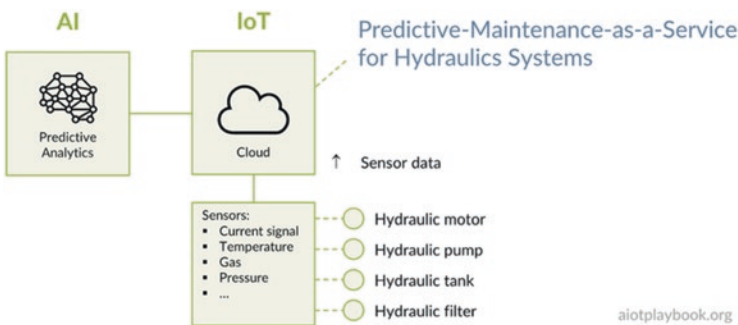 AI
IoT
Predictive-Maintenance-as-a-Service
for Hydraulics Systems
Predictive
Analytics
Cloud
↑ Sensor data
Sensors:
▪ Current signal
▪ Temperature
▪ Gas
▪ Pressure
▪ ...
Hydraulic motor
Hydraulic pump
Hydraulic tank
Hydraulic filter
aiotplaybook.org